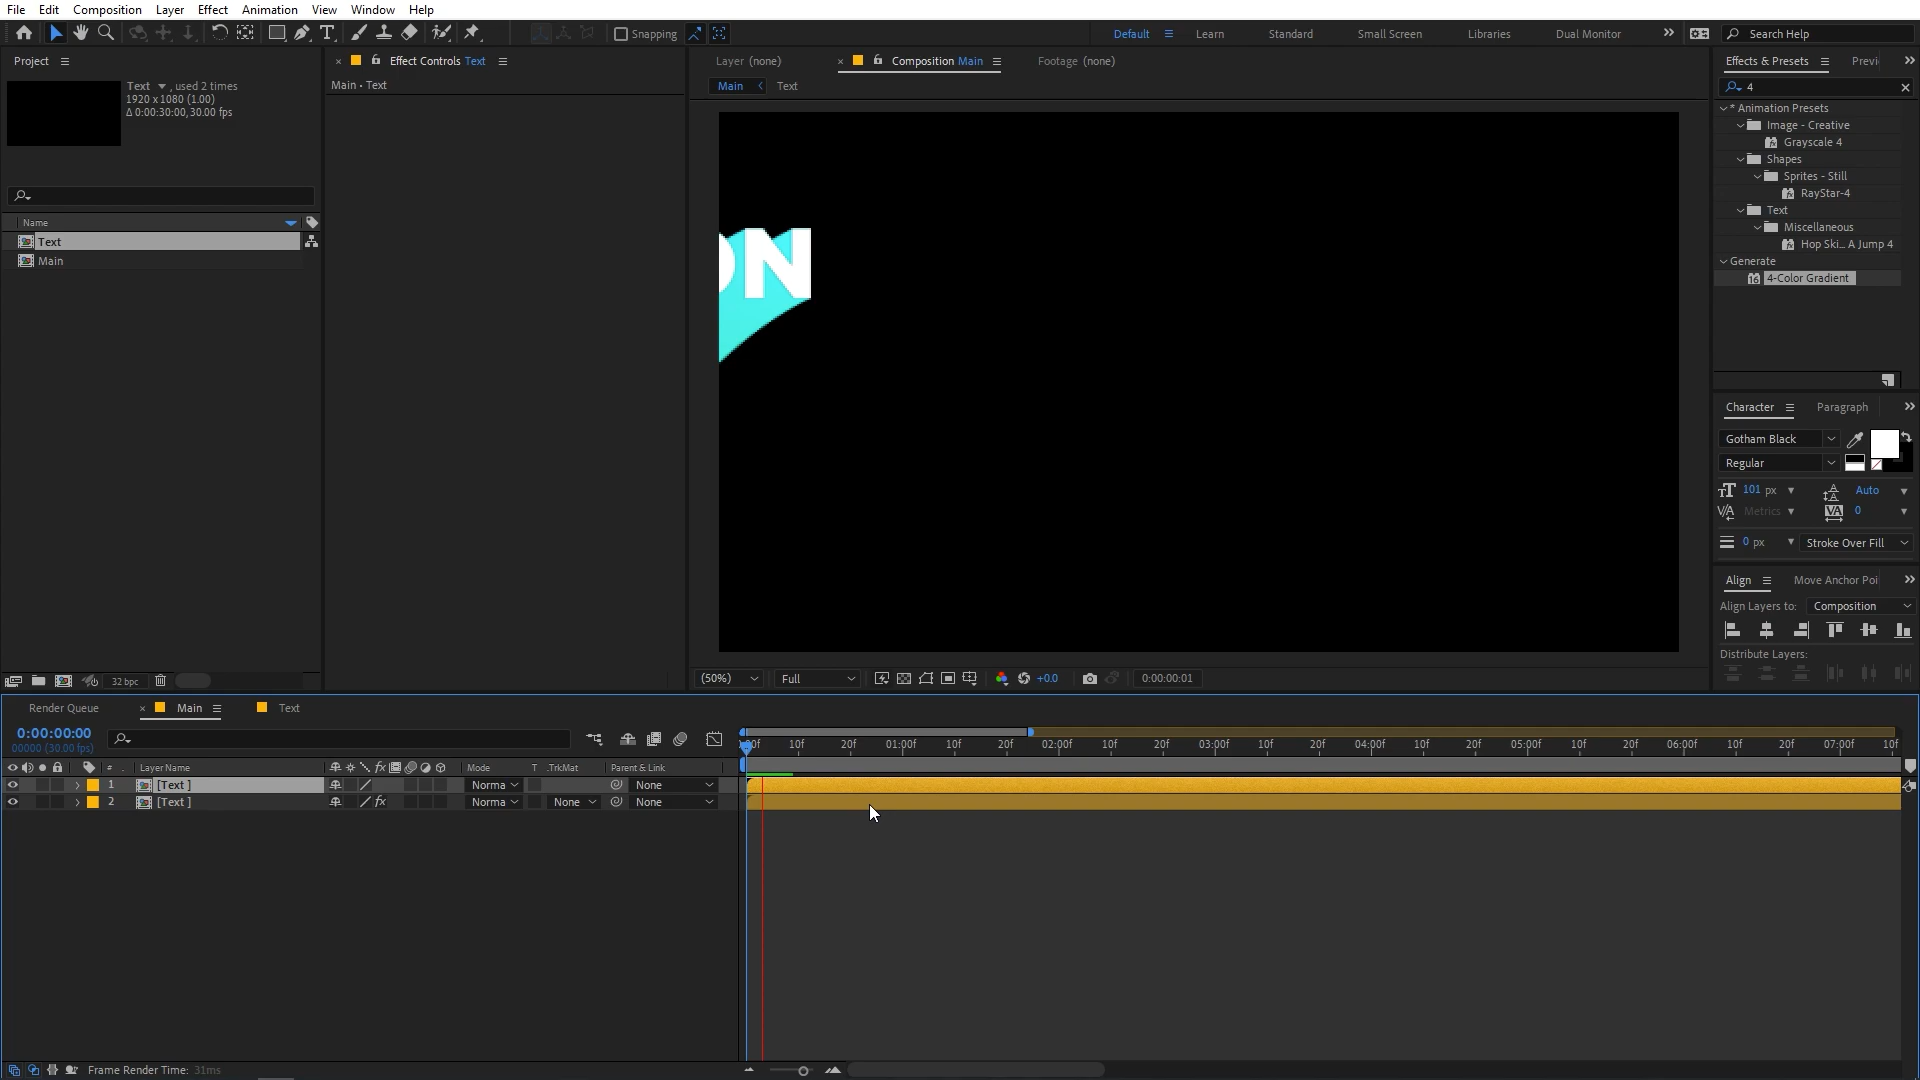 File Edit Composition Layer Effect Animation View Window Help
Snapping
Default Learn Standard Small Screen Libraries Dual Monitor Search Help
Project
Text , used 2 times
1920 x 1080 (1.00)
Δ 0:00:30:00, 30.00 fps
Name
Text
Main
32 bpc
Effect Controls Text
Main • Text
Layer (none)
Composition Main
Footage (none)
Main Text
ON
(50%) Full +0.0 0:00:00:01
Effects & Presets Previ
4
* Animation Presets
Image - Creative
Grayscale 4
Shapes
Sprites - Still
RayStar-4
Text
Miscellaneous
Hop Ski... A Jump 4
Generate
4-Color Gradient
Character Paragraph
Gotham Black
Regular
101 px Auto
Metrics 0
0 px Stroke Over Fill
Align Move Anchor Poi
Align Layers to: Composition
Distribute Layers:
Render Queue Main Text
0:00:00:00
00000 (30.00 fps)
:00f 10f 20f 01:00f 10f 20f 02:00f 10f 20f 03:00f 10f 20f 04:00f 10f 20f 05:00f 10f 20f 06:00f 10f 20f 07:00f 10f
# . Layer Name fx Mode T .TrkMat Parent & Link
1 [Text ] Norma None
2 [Text ] fx Norma None None
Frame Render Time: 31ms